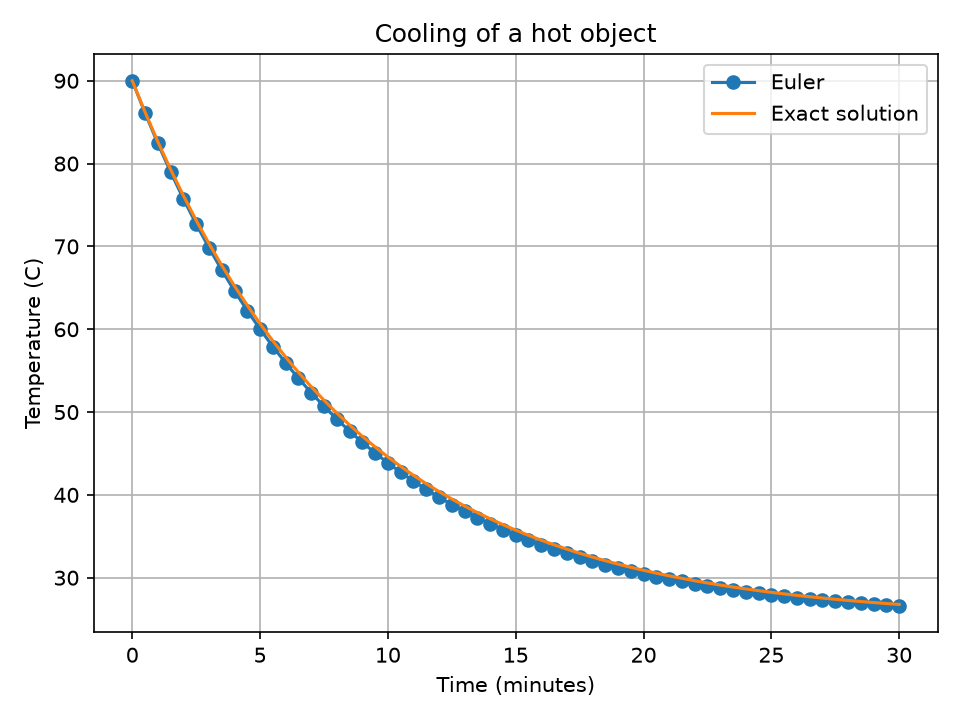 Cooling of a hot object
Euler
Exact solution
Temperature (C)
90
80
70
60
50
40
30
0 5 10 15 20 25 30
Time (minutes)